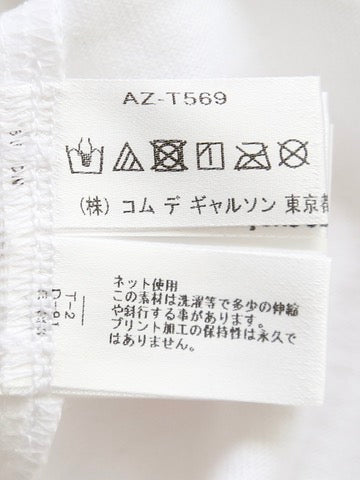 AZ-T569
(株) コム デ ギャルソン 東京都
ネット使用
この素材は洗濯等で多少の伸縮
や斜行する事があります。
プリント加工の保持性は永久で
はありません。
T-2